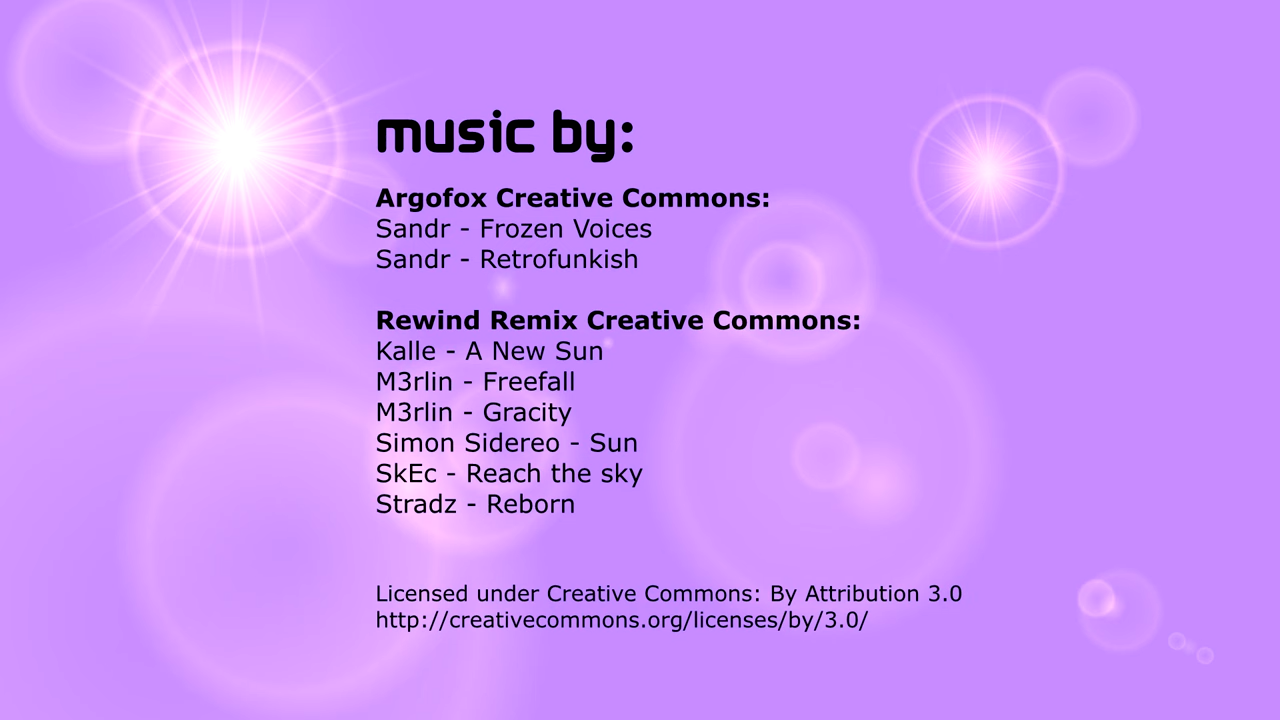 music by:
Argofox Creative Commons:
Sandr - Frozen Voices
Sandr - Retrofunkish
Rewind Remix Creative Commons:
Kalle - A New Sun
M3rlin - Freefall
M3rlin - Gracity
Simon Sidereo - Sun
SkEc - Reach the sky
Stradz - Reborn
Licensed under Creative Commons: By Attribution 3.0
http://creativecommons.org/licenses/by/3.0/